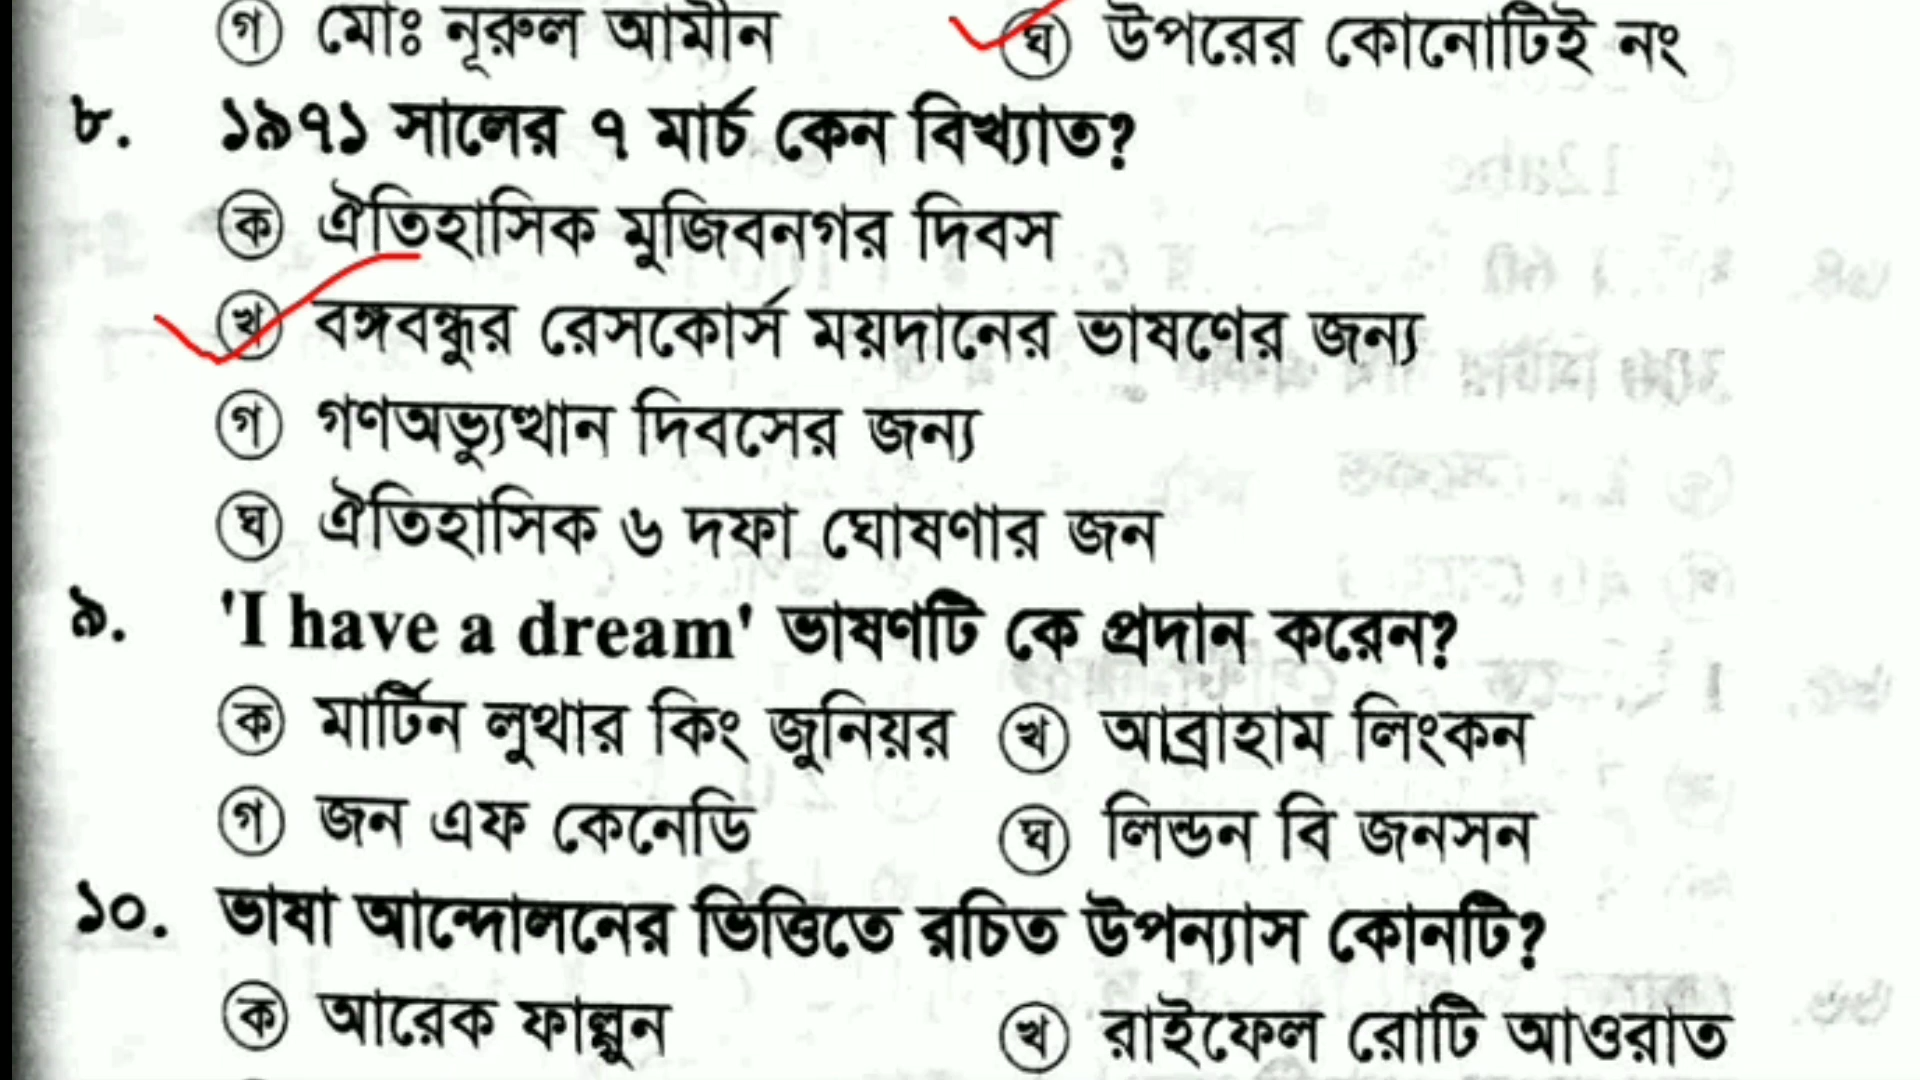 গ মোঃ নূরুল আমীন ঘ উপরের কোনোটিই নং
৮. ১৯৭১ সালের ৭ মার্চ কেন বিখ্যাত?
ক ঐতিহাসিক মুজিবনগর দিবস
খ বঙ্গবন্ধুর রেসকোর্স ময়দানের ভাষণের জন্য
গ গণঅভ্যুত্থান দিবসের জন্য
ঘ ঐতিহাসিক ৬ দফা ঘোষণার জন
৯. 'I have a dream' ভাষণটি কে প্রদান করেন?
ক মার্টিন লুথার কিং জুনিয়র খ আব্রাহাম লিংকন
গ জন এফ কেনেডি ঘ লিন্ডন বি জনসন
১০. ভাষা আন্দোলনের ভিত্তিতে রচিত উপন্যাস কোনটি?
ক আরেক ফাল্গুন খ রাইফেল রোটি আওরাত